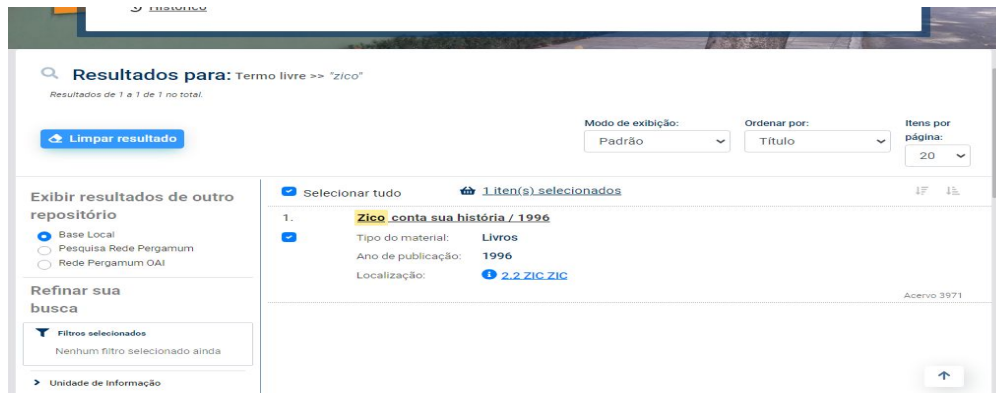 Histórico
Resultados para: Termo livre >> "zico"
Resultados de 1 a 1 de 1 no total.
Limpar resultado
Modo de exibição:
Padrão
Ordenar por:
Título
Itens por
página:
20
Exibir resultados de outro
repositório
Base Local
Pesquisa Rede Pergamum
Rede Pergamum OAI
Refinar sua
busca
Filtros selecionados
Nenhum filtro selecionado ainda
Unidade de Informação
Selecionar tudo
1 iten(s) selecionados
1. Zico conta sua história / 1996
Tipo do material: Livros
Ano de publicação: 1996
Localização: 2.2 ZIC ZIC
Acervo 3971